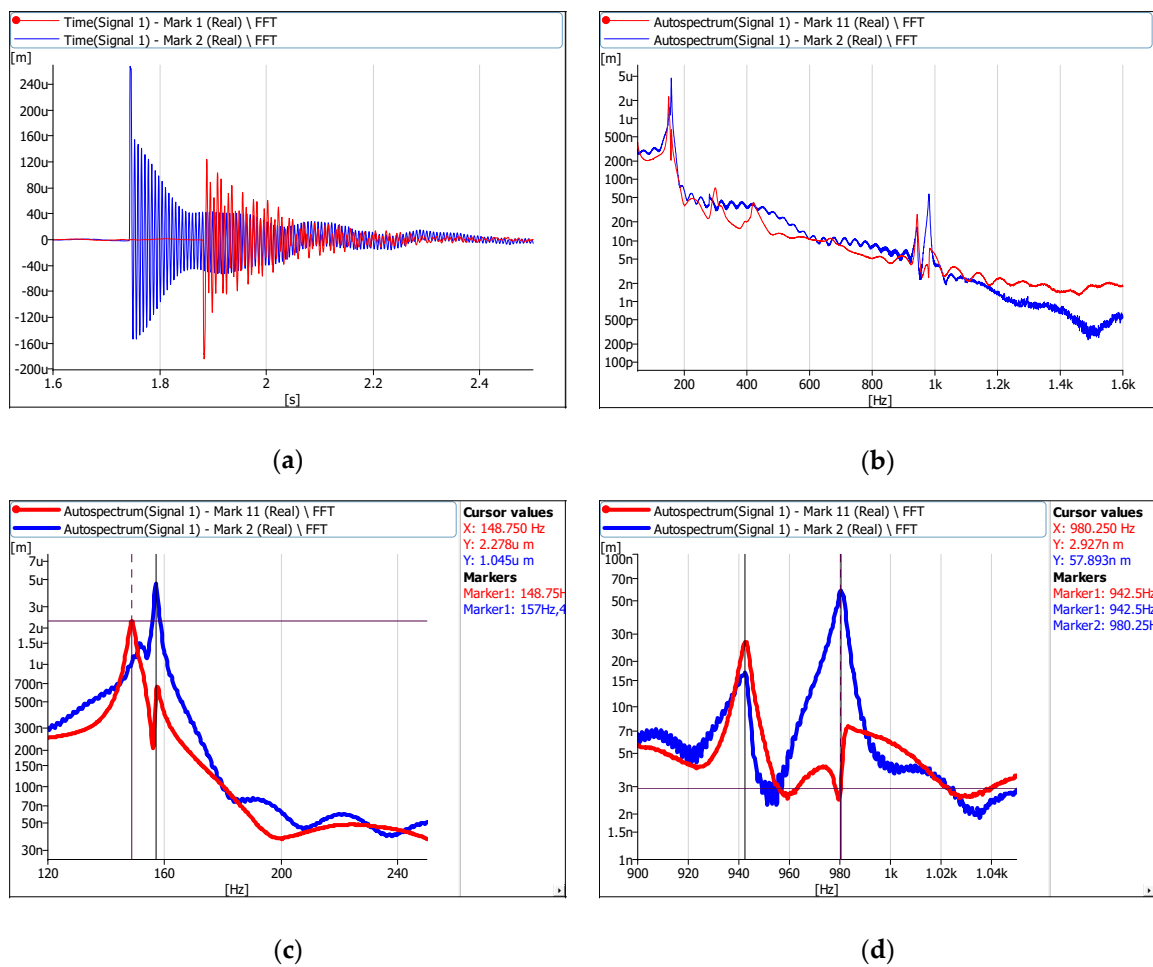 Time(Signal 1) - Mark 1 (Real) \ FFT
Time(Signal 1) - Mark 2 (Real) \ FFT
[m]
240u
200u
160u
120u
80u
40u
0
-40u
-80u
-120u
-160u
-200u
1.6 1.8 2 2.2 2.4
[s]
(a)
Autospectrum(Signal 1) - Mark 11 (Real) \ FFT
Autospectrum(Signal 1) - Mark 2 (Real) \ FFT
[m]
5u
2u
1u
500n
200n
100n
50n
20n
10n
5n
2n
1n
500p
200p
100p
200 400 600 800 1k 1.2k 1.4k 1.6k
[Hz]
(b)
Autospectrum(Signal 1) - Mark 11 (Real) \ FFT
Autospectrum(Signal 1) - Mark 2 (Real) \ FFT
[m]
7u
5u
3u
2u
1.5u
1u
700n
500n
300n
200n
150n
100n
70n
50n
30n
120 160 200 240
[Hz]
Cursor values
X: 148.750 Hz
Y: 2.278u m
Y: 1.045u m
Markers
Marker1: 148.75H
Marker1: 157Hz,4
(c)
Autospectrum(Signal 1) - Mark 11 (Real) \ FFT
Autospectrum(Signal 1) - Mark 2 (Real) \ FFT
[m]
100n
70n
50n
30n
20n
15n
10n
7n
5n
3n
2n
1.5n
1n
900 920 940 960 980 1k 1.02k 1.04k
[Hz]
Cursor values
X: 980.250 Hz
Y: 2.927n m
Y: 57.893n m
Markers
Marker1: 942.5Hz
Marker1: 942.5Hz
Marker2: 980.25Hz
(d)